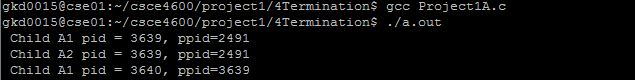 gkd0015@cse01:~/csce4600/project1/4Termination$ gcc Project1A.c
gkd0015@cse01:~/csce4600/project1/4Termination$ ./a.out
Child A1 pid = 3639, ppid=2491
Child A2 pid = 3639, ppid=2491
Child A1 pid = 3640, ppid=3639